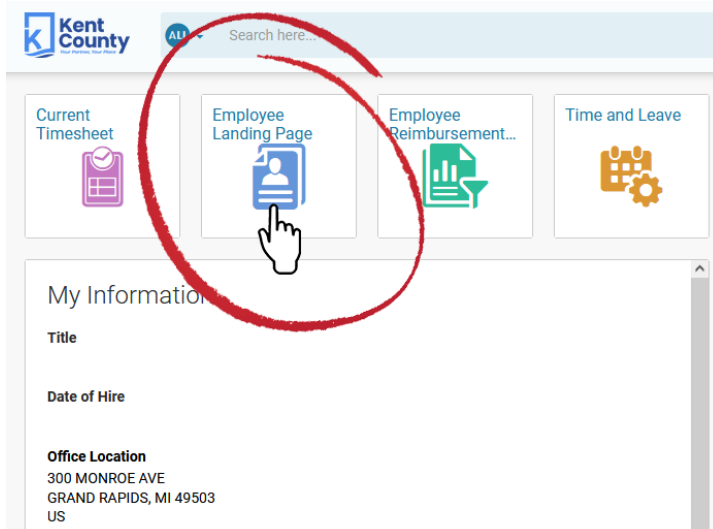 Kent
County
Your Partner. Your Place
ALL
Search here...
Current
Timesheet
Employee
Landing Page
Employee
Reimbursement...
Time and Leave
My Information
Title
Date of Hire
Office Location
300 MONROE AVE
GRAND RAPIDS, MI 49503
US